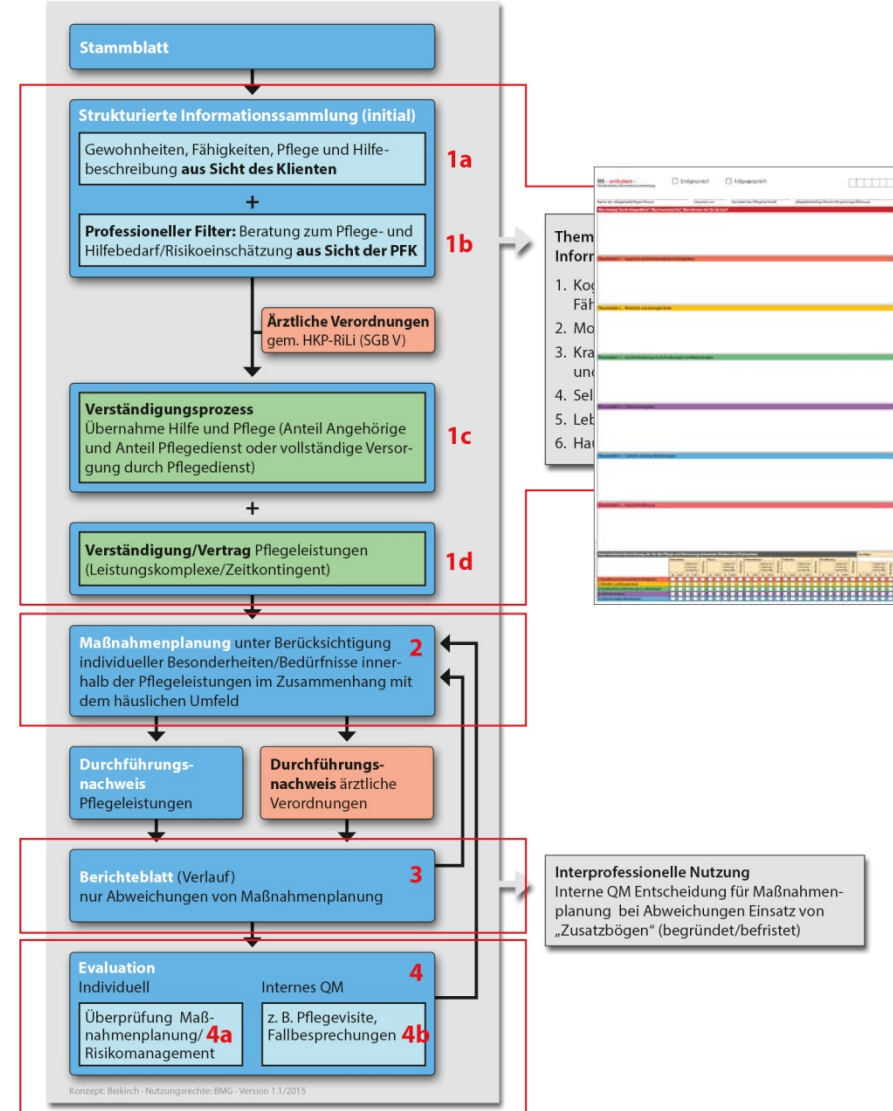 Stammblatt
Strukturierte Informationssammlung (initial)
Gewohnheiten, Fähigkeiten, Pflege und Hilfe-
beschreibung aus Sicht des Klienten
1a
+
Professioneller Filter: Beratung zum Pflege- und
Hilfebedarf/Risikoeinschätzung aus Sicht der PFK
1b
Ärztliche Verordnungen
gem. HKP-RiLi (SGB V)
Verständigungsprozess
Übernahme Hilfe und Pflege (Anteil Angehörige
und Anteil Pflegedienst oder vollständige Versor-
gung durch Pflegedienst)
1c
+
Verständigung/Vertrag Pflegeleistungen
(Leistungskomplexe/Zeitkontingent)
1d
Them
Inform
1. Kog
Fäh
2. Mo
3. Kra
und
4. Sel
5. Leb
6. Hau
Erstgespräch
Folgegespräch
Maßnahmenplanung unter Berücksichtigung
individueller Besonderheiten/Bedürfnisse inner-
halb der Pflegeleistungen im Zusammenhang mit
dem häuslichen Umfeld
2
Durchführungs-
nachweis
Pflegeleistungen
Durchführungs-
nachweis ärztliche
Verordnungen
Berichteblatt (Verlauf)
nur Abweichungen von Maßnahmenplanung
3
Interprofessionelle Nutzung
Interne QM Entscheidung für Maßnahmen-
planung bei Abweichungen Einsatz von
„Zusatzbögen“ (begründet/befristet)
Evaluation
4
Individuell
Internes QM
Überprüfung Maß-
nahmenplanung/
Risikomanagement
4a
z. B. Pflegevisite,
Fallbesprechungen
4b
Konzept: Beikirch · Nutzungsrechte: BMG · Version 1.1/2015